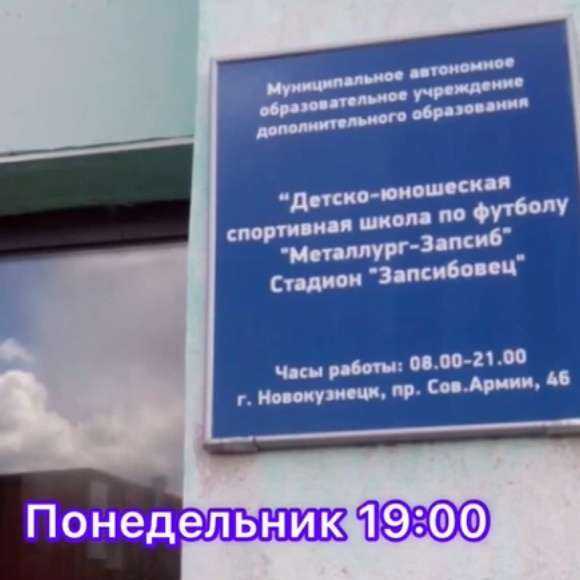 Муниципальное автономное
образовательное учреждение
дополнительного образования
“Детско-юношеская
спортивная школа по футболу
"Металлург-Запсиб"
Стадион "Запсибовец"
Часы работы: 08.00-21.00
г. Новокузнецк, пр. Сов.Армии, 46
Понедельник 19:00